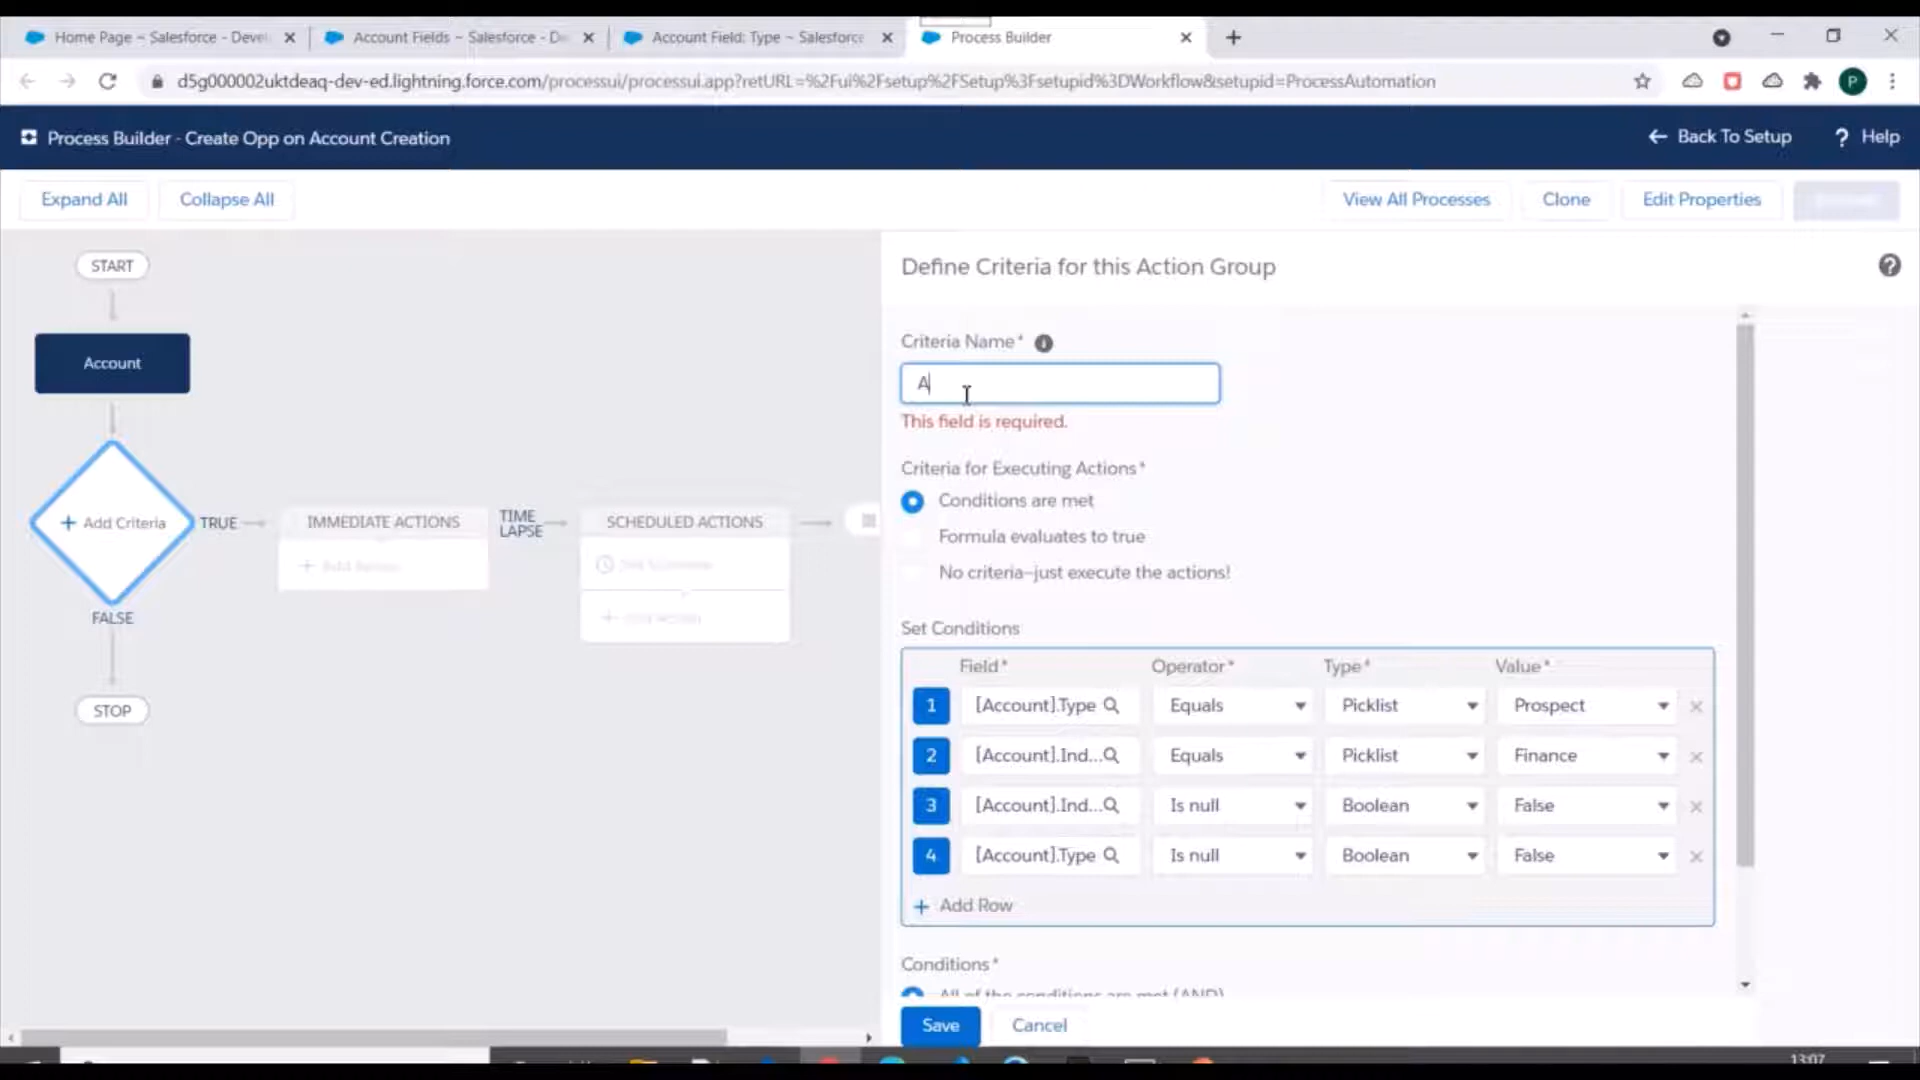 Home Page ~ Salesforce - Devel
Account Fields ~ Salesforce - De
Account Field: Type ~ Salesforce
Process Builder
d5g000002uktdeaq-dev-ed.lightning.force.com/processui/processui.app?retURL=%2Fui%2Fsetup%2FSetup%3Fsetupid%3DWorkflow&setupid=ProcessAutomation
P
Process Builder - Create Opp on Account Creation
Back To Setup
? Help
Expand All
Collapse All
View All Processes
Clone
Edit Properties
START
Account
+ Add Criteria
TRUE
IMMEDIATE ACTIONS
TIME
LAPSE
SCHEDULED ACTIONS
FALSE
STOP
Define Criteria for this Action Group
Criteria Name*
A
This field is required.
Criteria for Executing Actions*
Conditions are met
Formula evaluates to true
No criteria–just execute the actions!
Set Conditions
Field* Operator* Type* Value*
1 [Account].Type Equals Picklist Prospect
2 [Account].Ind... Equals Picklist Finance
3 [Account].Ind... Is null Boolean False
4 [Account].Type Is null Boolean False
+ Add Row
Conditions*
All of the conditions are met (AND)
Save
Cancel
13:07